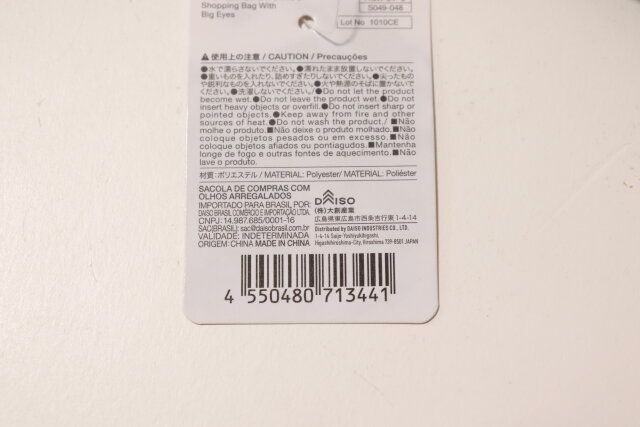 Shopping Bag With
Big Eyes
S049-048
Lot No 1010CE
⚠使用上の注意 / CAUTION / Precauções
●水で濡らさないでください。●濡れたまま放置しないでください。
●重いものを入れたり、詰めすぎたりしないでください。●尖ったもの
や鋭利なものを入れないでください。●火や熱源のそばに置かないで
ください。●洗濯しないでください。/●Do not let the product
become wet.●Do not leave the product wet.●Do not
insert heavy objects or overfill.●Do not insert sharp or
pointed objects.●Keep away from fire and other
sources of heat.●Do not wash the product./■Não
molhe o produto.■Não deixe o produto molhado.■Não
coloque objetos pesados ou em excesso.■Não
coloque objetos afiados ou pontiagudos.■Mantenha
longe de fogo e outras fontes de aquecimento.■Não
lave o produto.
材質:ポリエステル / MATERIAL: Polyester/ MATERIAL: Poliéster
SACOLA DE COMPRAS COM
OLHOS ARREGALADOS
IMPORTADO PARA BRASIL POR:
DAISO BRASIL COMÉRCIO E IMPORTAÇÃO LTDA.
CNPJ: 14.987.685/0001-16
SAC(BRASIL): sac@daisobrasil.com.br
VALIDADE: INDETERMINADA
ORIGEM: CHINA MADE IN CHINA
DAISO
(株)大創産業
広島県東広島市西条吉行東1-4-14
Distributed by DAISO INDUSTRIES CO., LTD.
1-4-14 Saijo-Yoshiyukihigashi,
Higashihiroshima-City, Hiroshima 739-8501 JAPAN
4 550480 713441